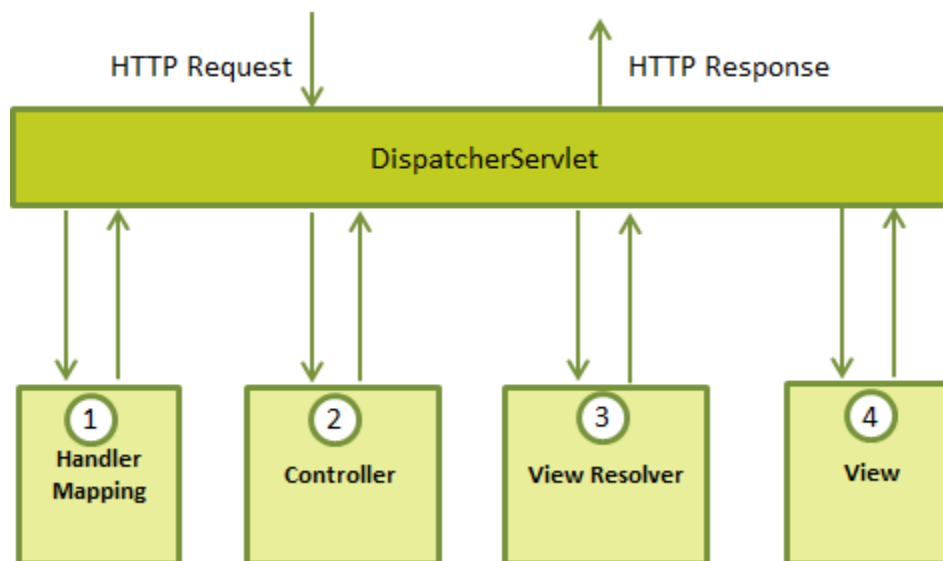 HTTP Request
HTTP Response
DispatcherServlet
1
Handler
Mapping
2
Controller
3
View Resolver
4
View